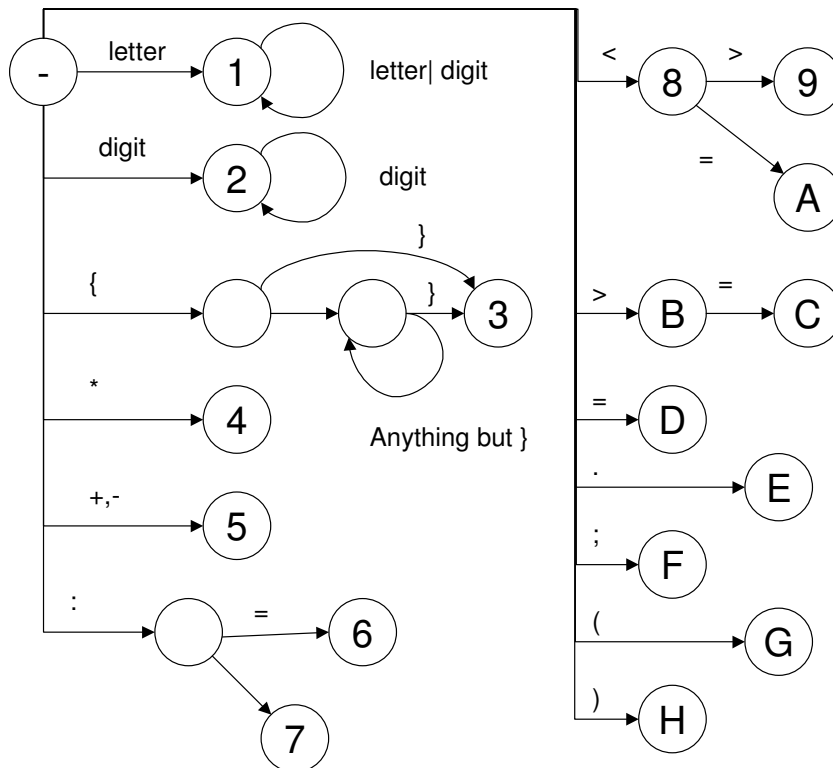 -
letter
1
letter| digit
digit
2
digit
{
}
}
3
Anything but }
*
4
+,-
5
:
=
6
7
<
8
>
9
=
A
>
B
=
C
=
D
.
E
;
F
(
G
)
H